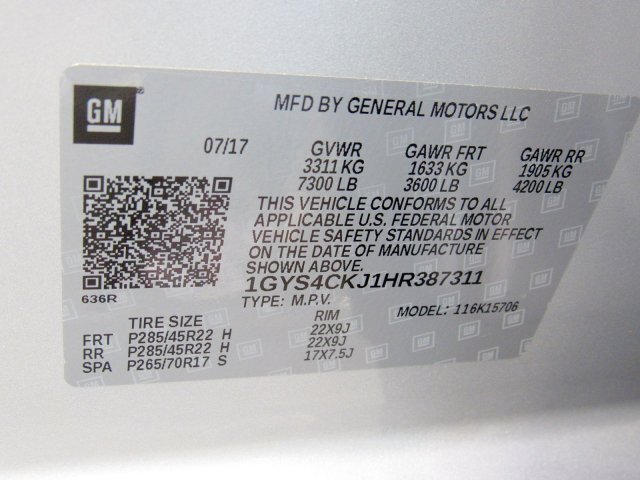 GM
MFD BY GENERAL MOTORS LLC
07/17 GVWR GAWR FRT GAWR RR
3311 KG 1633 KG 1905 KG
7300 LB 3600 LB 4200 LB
THIS VEHICLE CONFORMS TO ALL
APPLICABLE U.S. FEDERAL MOTOR
VEHICLE SAFETY STANDARDS IN EFFECT
ON THE DATE OF MANUFACTURE
SHOWN ABOVE.
1GYS4CKJ1HR387311
636R
TYPE: M.P.V. MODEL: 116K15706
TIRE SIZE RIM
FRT P285/45R22 H 22X9J
RR P285/45R22 H 22X9J
SPA P265/70R17 S 17X7.5J